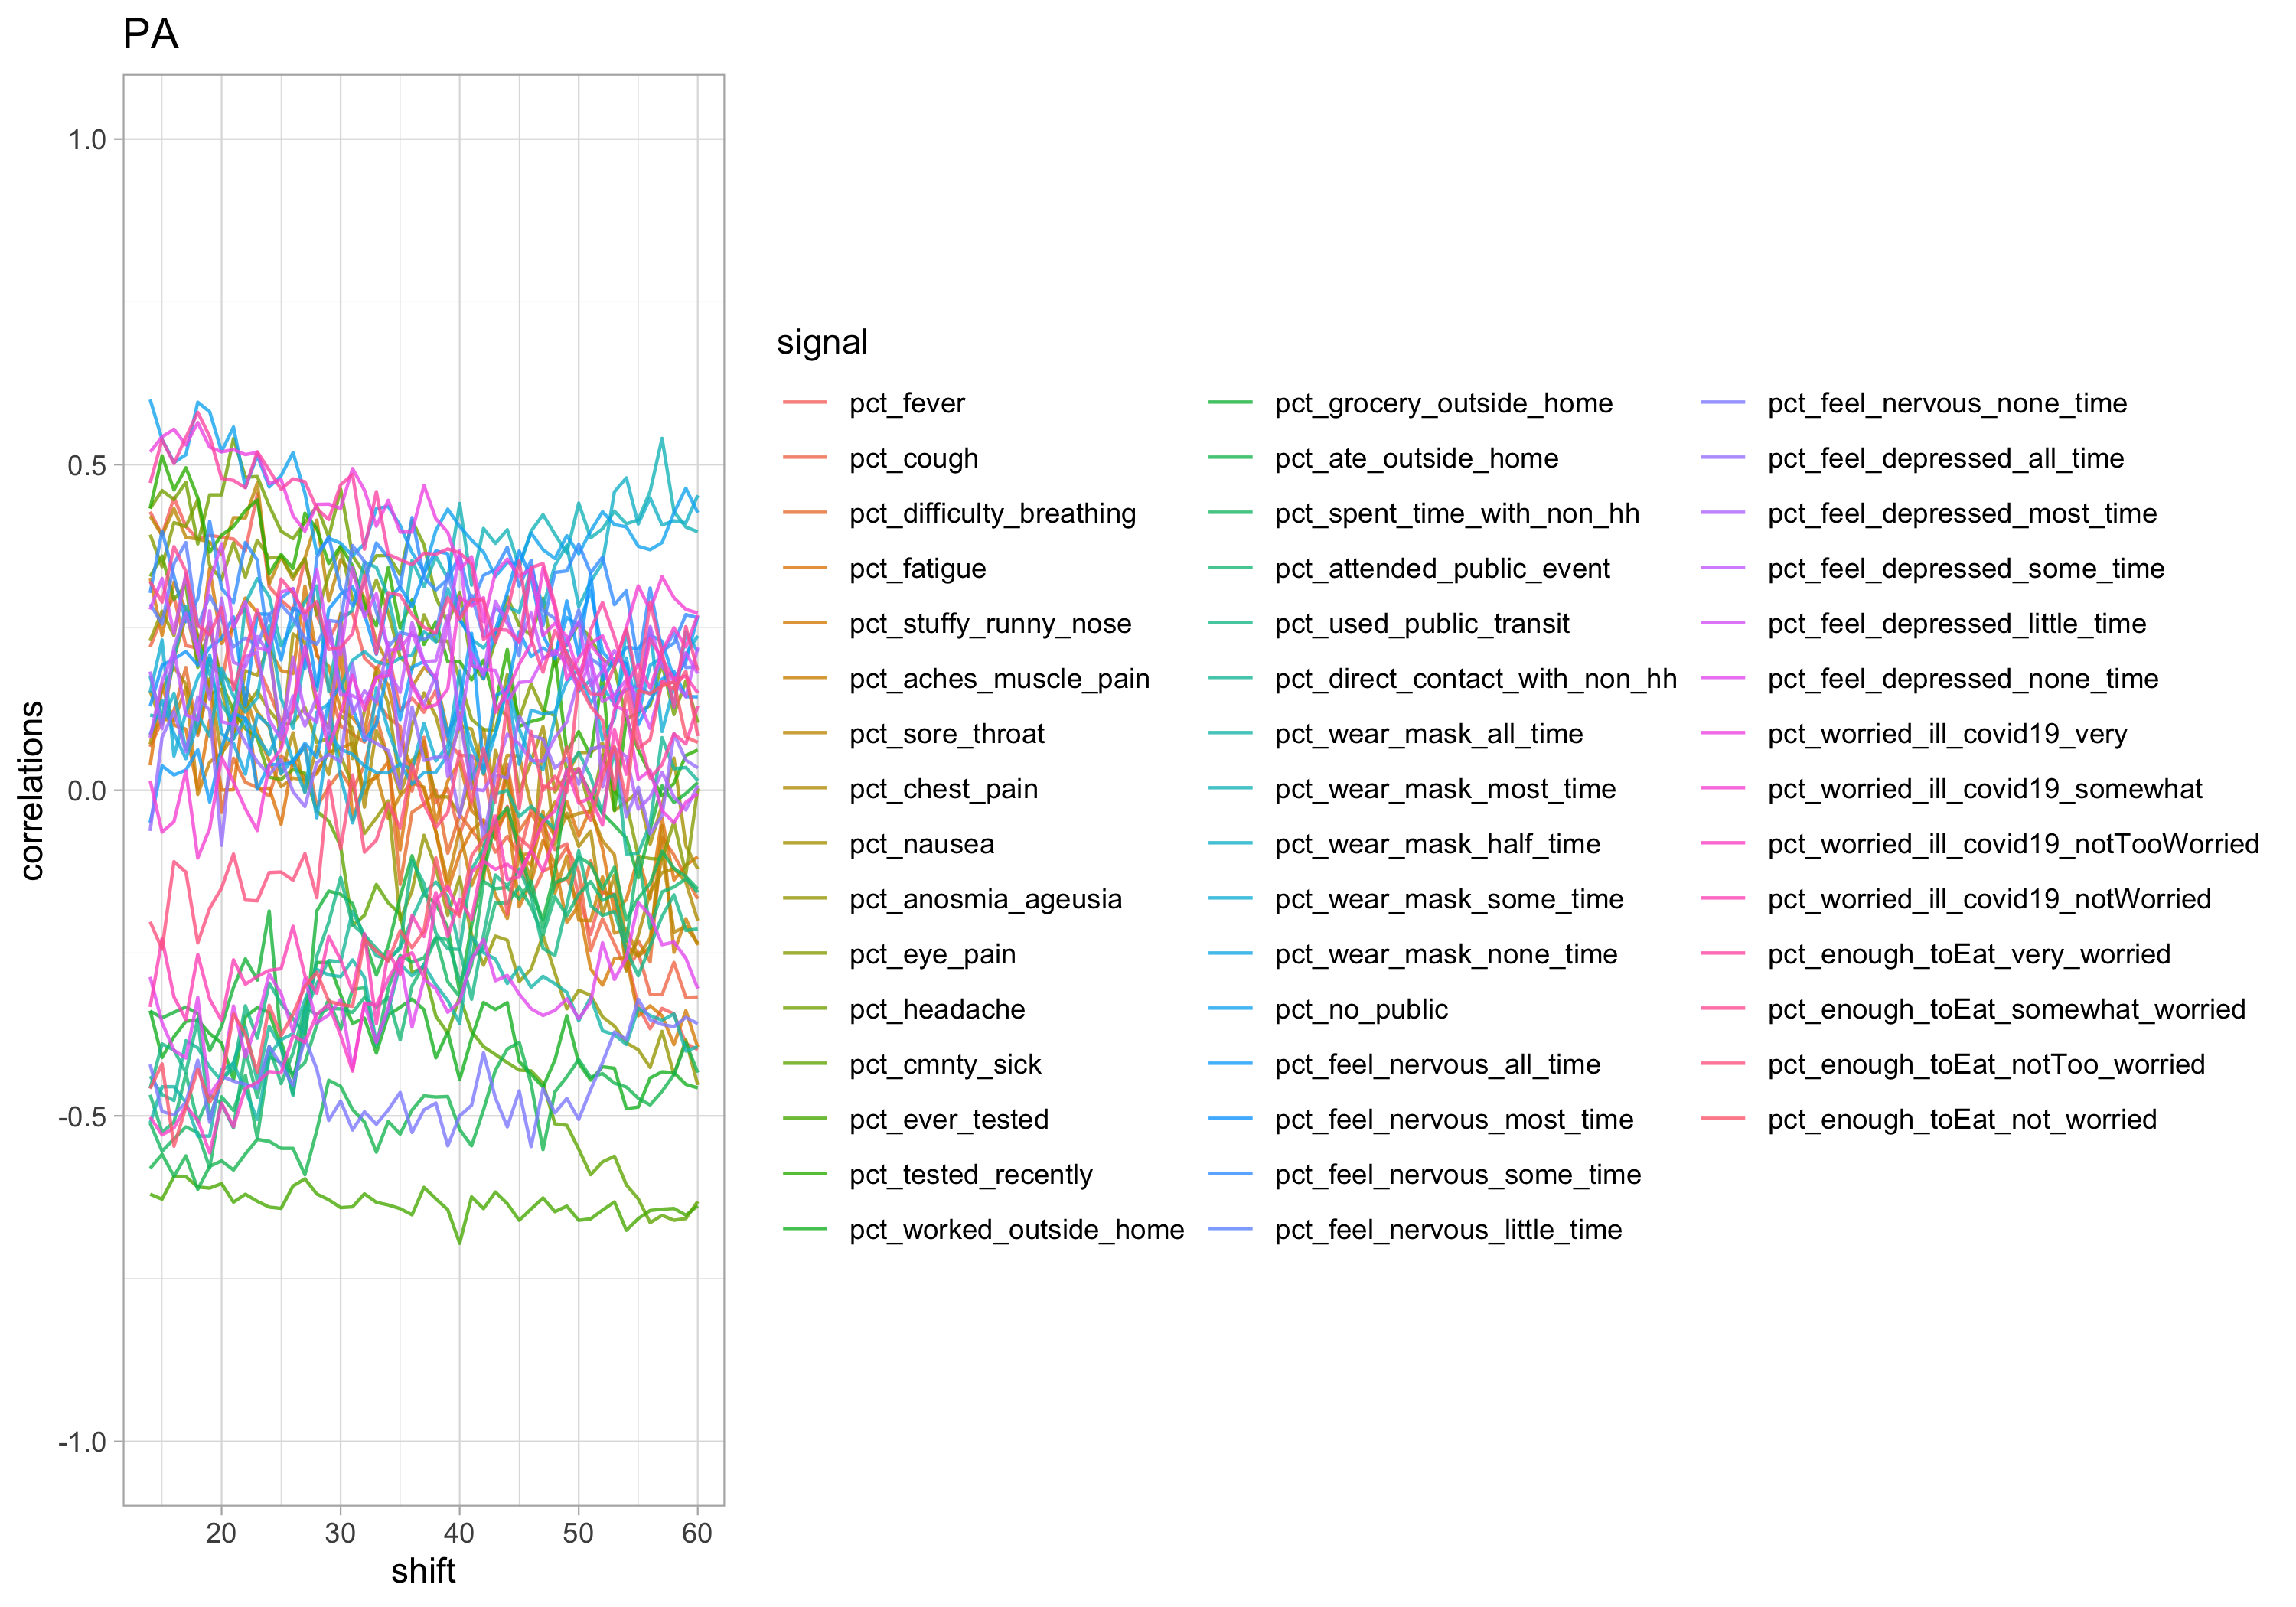 PA
1.0
0.5
0.0
-0.5
-1.0
correlations
20 30 40 50 60
shift
signal
pct_fever
pct_cough
pct_difficulty_breathing
pct_fatigue
pct_stuffy_runny_nose
pct_aches_muscle_pain
pct_sore_throat
pct_chest_pain
pct_nausea
pct_anosmia_ageusia
pct_eye_pain
pct_headache
pct_cmnty_sick
pct_ever_tested
pct_tested_recently
pct_worked_outside_home
pct_grocery_outside_home
pct_ate_outside_home
pct_spent_time_with_non_hh
pct_attended_public_event
pct_used_public_transit
pct_direct_contact_with_non_hh
pct_wear_mask_all_time
pct_wear_mask_most_time
pct_wear_mask_half_time
pct_wear_mask_some_time
pct_wear_mask_none_time
pct_no_public
pct_feel_nervous_all_time
pct_feel_nervous_most_time
pct_feel_nervous_some_time
pct_feel_nervous_little_time
pct_feel_nervous_none_time
pct_feel_depressed_all_time
pct_feel_depressed_most_time
pct_feel_depressed_some_time
pct_feel_depressed_little_time
pct_feel_depressed_none_time
pct_worried_ill_covid19_very
pct_worried_ill_covid19_somewhat
pct_worried_ill_covid19_notTooWorried
pct_worried_ill_covid19_notWorried
pct_enough_toEat_very_worried
pct_enough_toEat_somewhat_worried
pct_enough_toEat_notToo_worried
pct_enough_toEat_not_worried